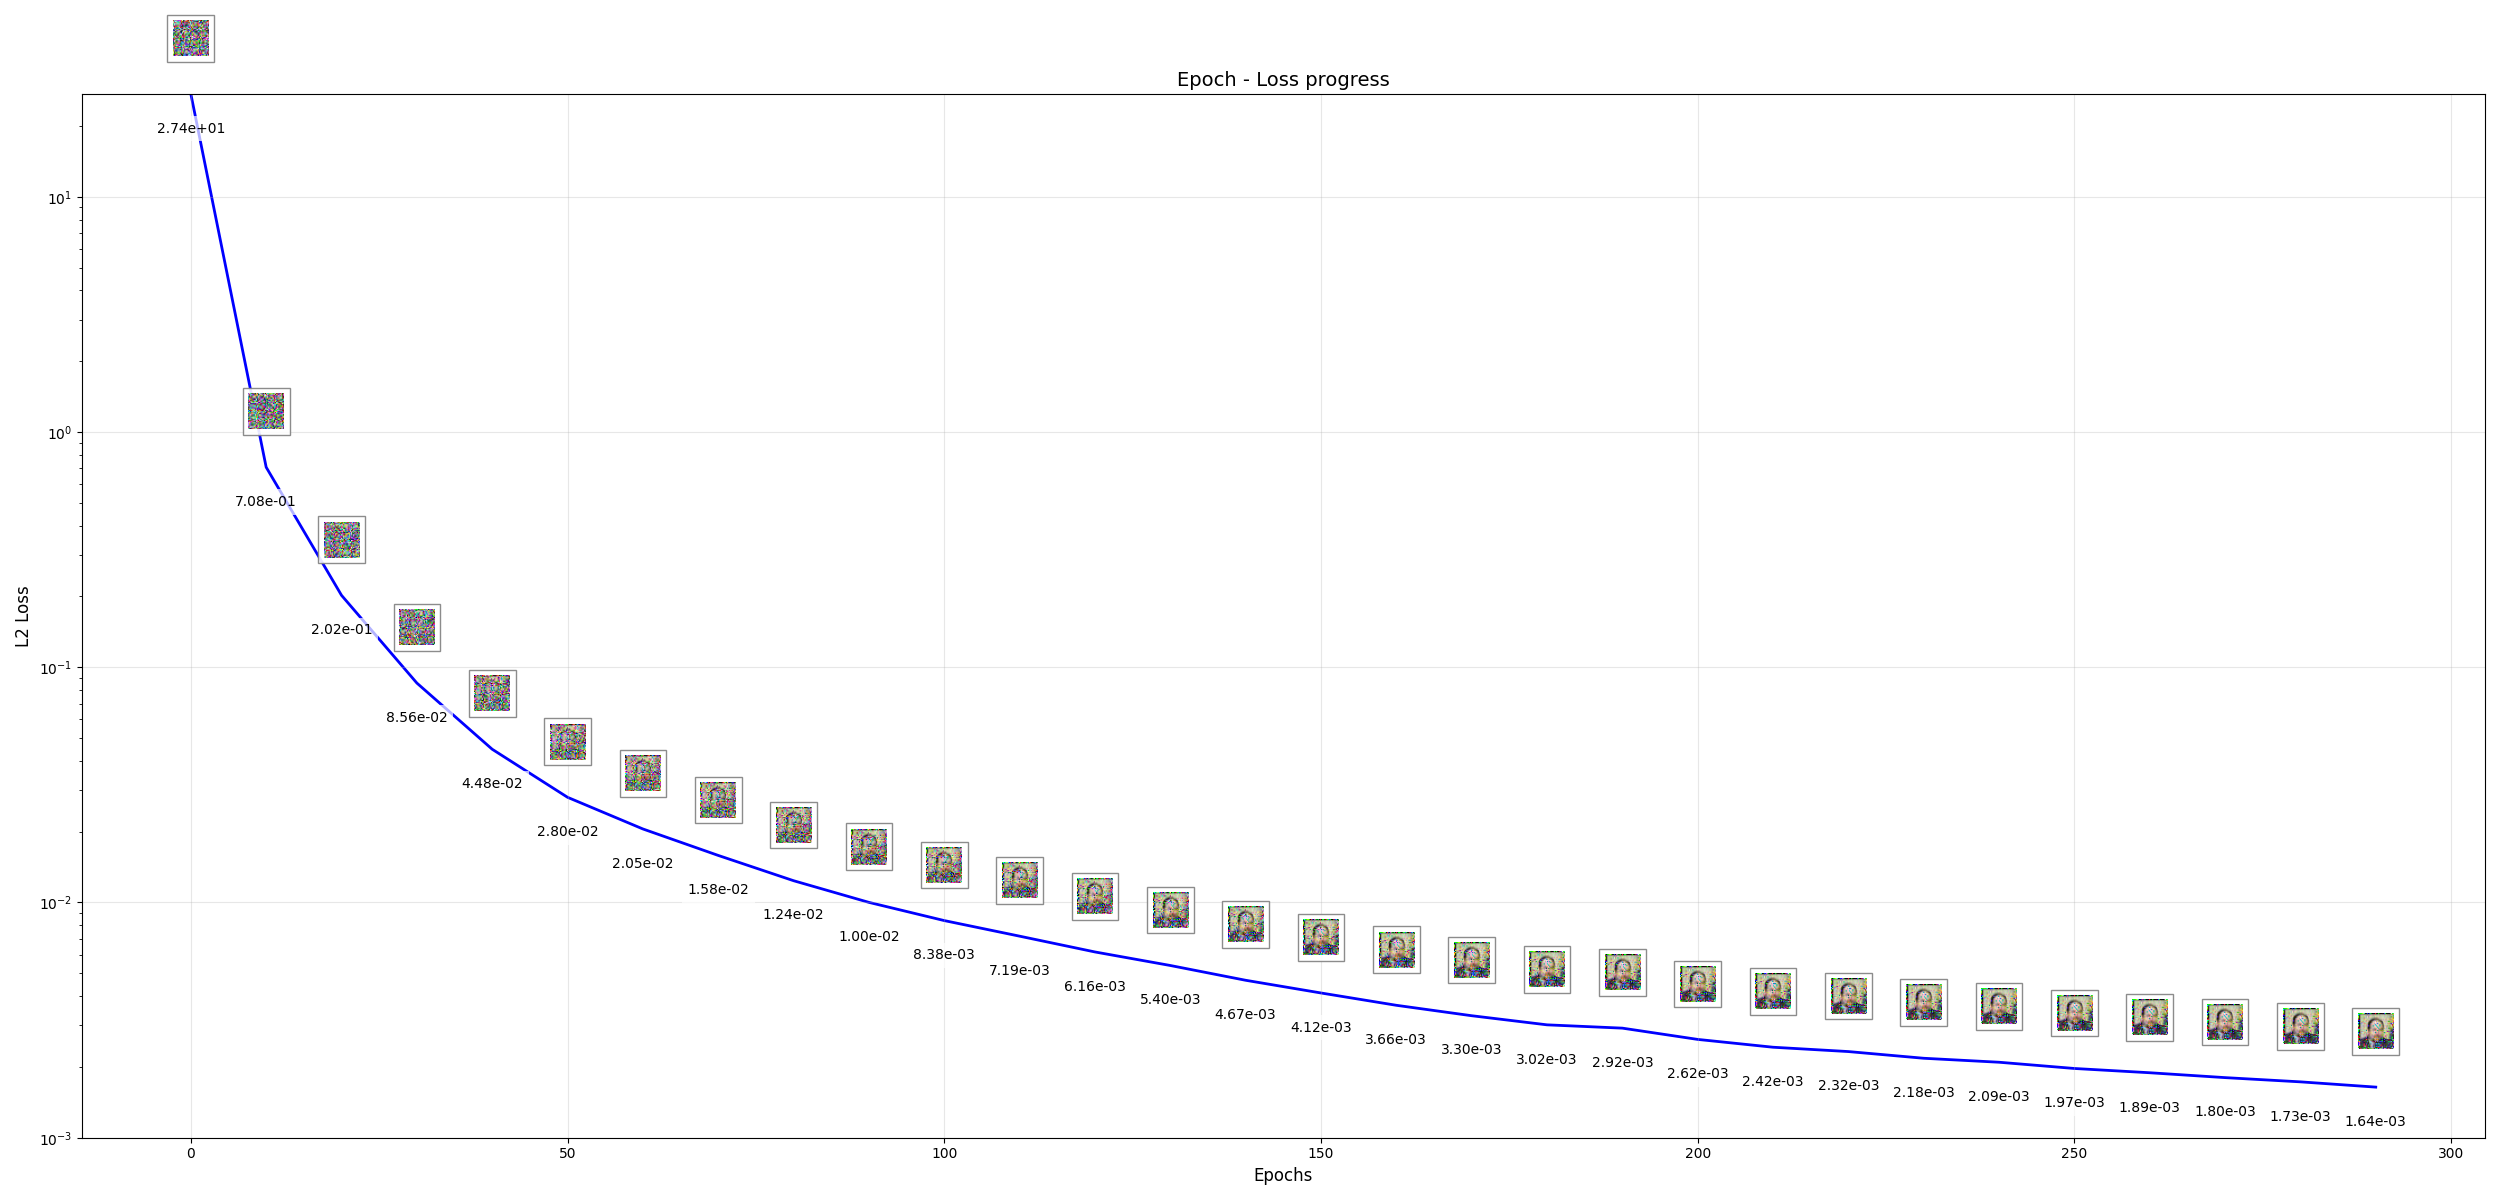 Epoch - Loss progress
L2 Loss
10¹
10⁰
10⁻¹
10⁻²
10⁻³
2.74e+01
7.08e-01
2.02e-01
8.56e-02
4.48e-02
2.80e-02
2.05e-02
1.58e-02
1.24e-02
1.00e-02
8.38e-03
7.19e-03
6.16e-03
5.40e-03
4.67e-03
4.12e-03
3.66e-03
3.30e-03
3.02e-03
2.92e-03
2.62e-03
2.42e-03
2.32e-03
2.18e-03
2.09e-03
1.97e-03
1.89e-03
1.80e-03
1.73e-03
1.64e-03
0 50 100 150 200 250 300
Epochs